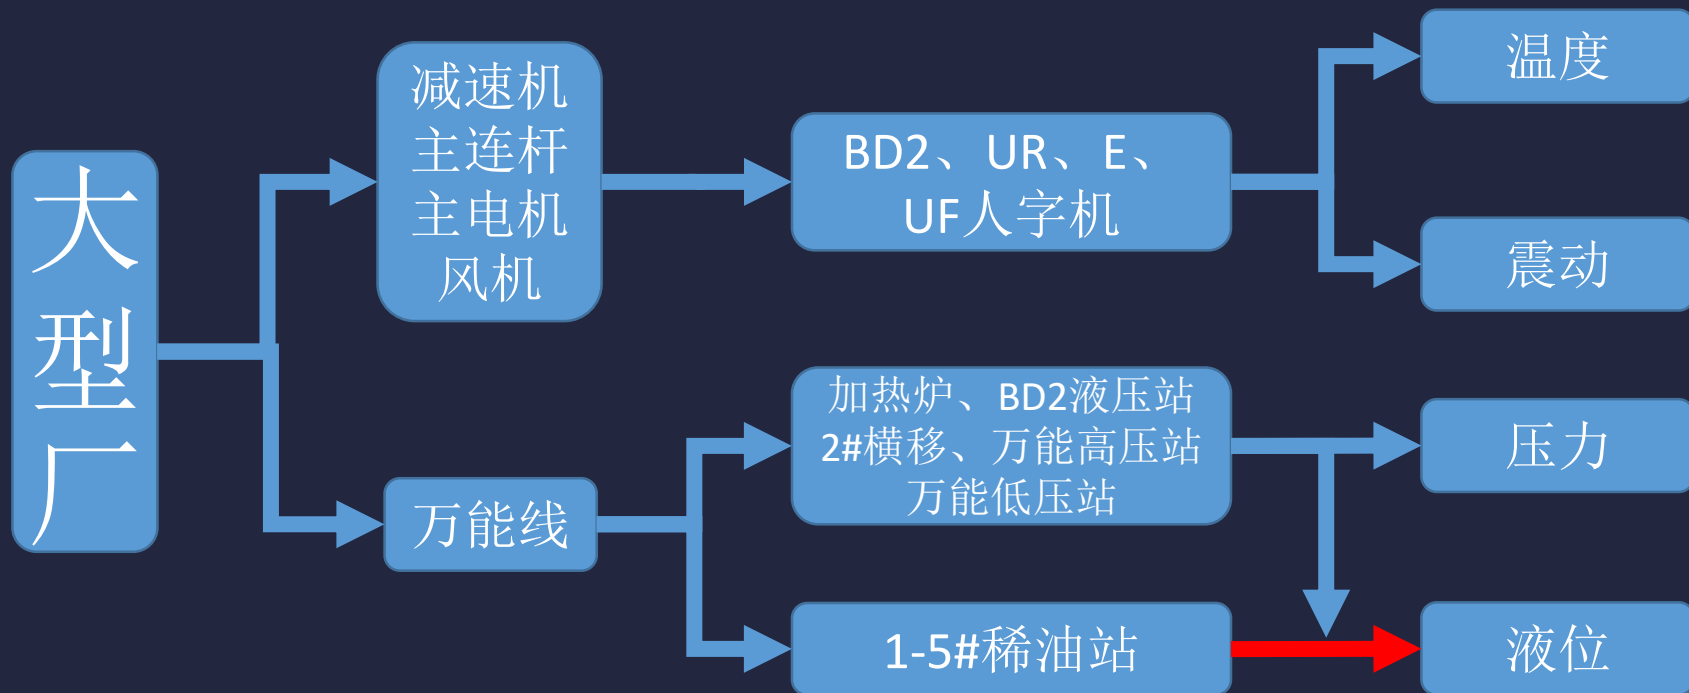 大
型
厂
减速机
主连杆
主电机
风机
BD2、UR、E、
UF人字机
温度
震动
万能线
加热炉、BD2液压站
2#横移、万能高压站
万能低压站
压力
1-5#稀油站
液位